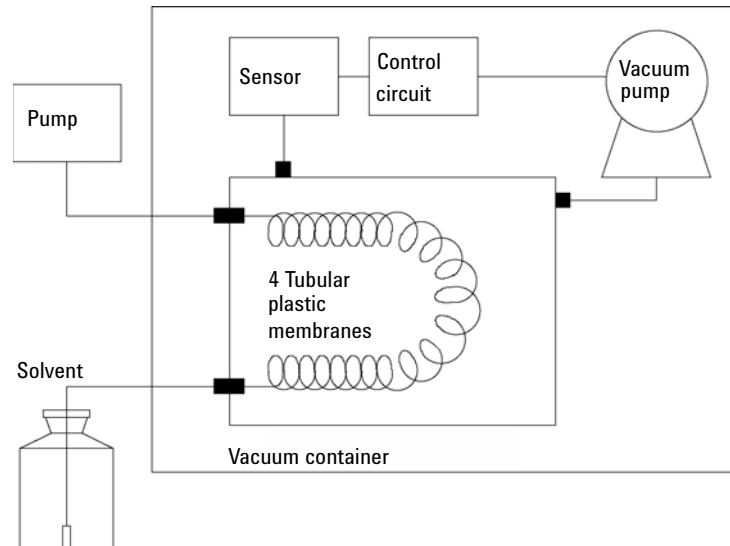 Pump
Sensor
Control
circuit
Vacuum
pump
4 Tubular
plastic
membranes
Solvent
Vacuum container